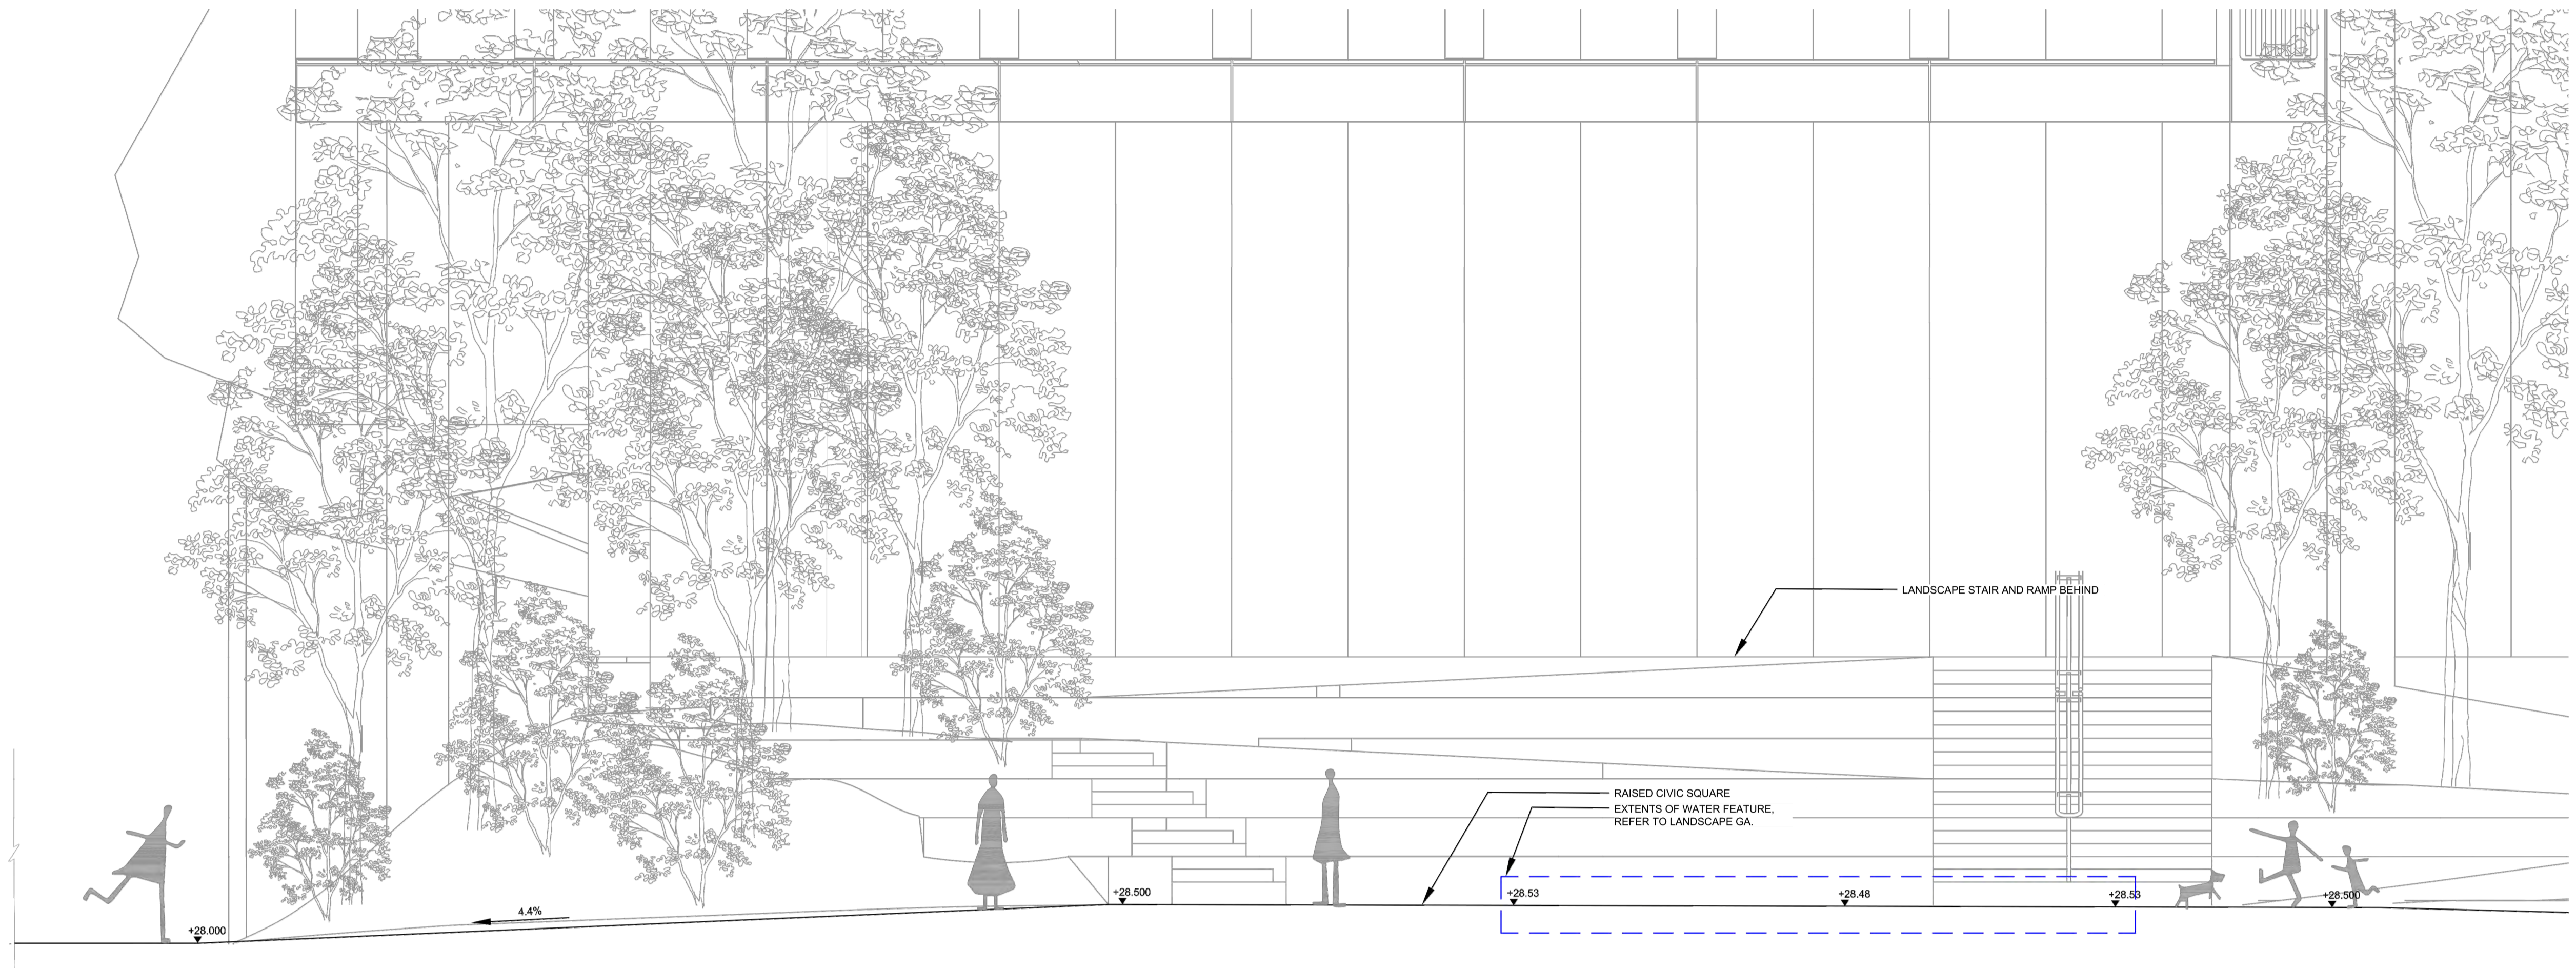 LANDSCAPE STAIR AND RAMP BEHIND
RAISED CIVIC SQUARE
EXTENTS OF WATER FEATURE,
REFER TO LANDSCAPE GA.
+28.500
+28.53
+28.48
+28.53
+28.500
4.4%
+28.000